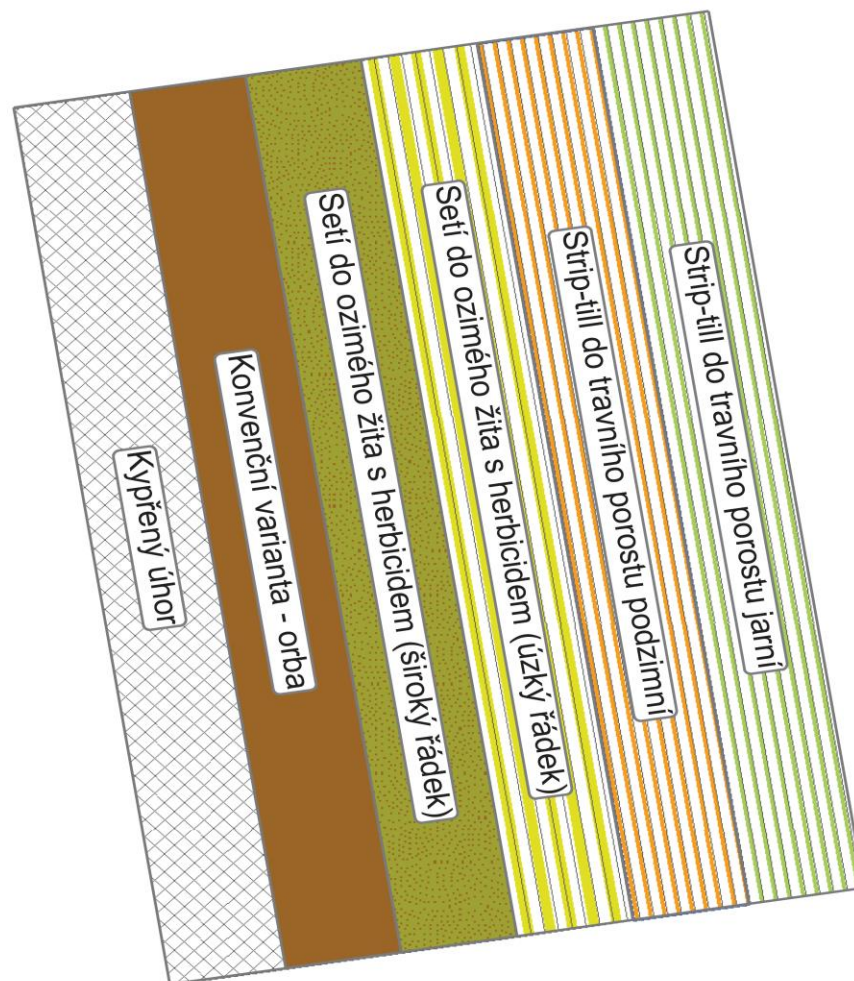 Kypřený úhor
Konvenční varianta - orba
Setí do ozimého žita s herbicidem (široký řádek)
Setí do ozimého žita s herbicidem (úzký řádek)
Strip-till do travního porostu podzimní
Strip-till do travního porostu jarní